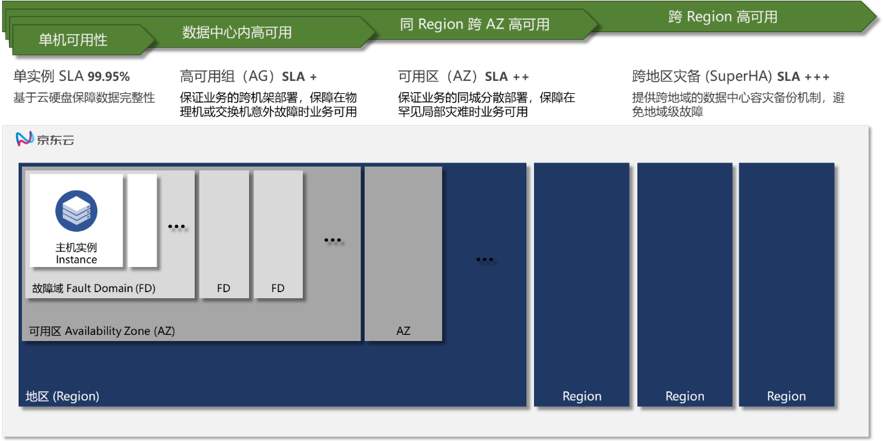 单机可用性
数据中心内高可用
同 Region 跨 AZ 高可用
跨 Region 高可用
单实例 SLA 99.95%
基于云硬盘保障数据完整性
高可用组（AG）SLA +
保证业务的跨机架部署，保障在物
理机或交换机意外故障时业务可用
可用区（AZ）SLA ++
保证业务的同城分散部署，保障在
罕见局部灾难时业务可用
跨地区灾备 (SuperHA) SLA +++
提供跨地域的数据中心容灾备份机制，避
免地域级故障
京东云
主机实例
Instance
...
...
...
故障域 Fault Domain (FD)
FD
FD
可用区 Availability Zone (AZ)
AZ
地区 (Region)
Region
Region
Region